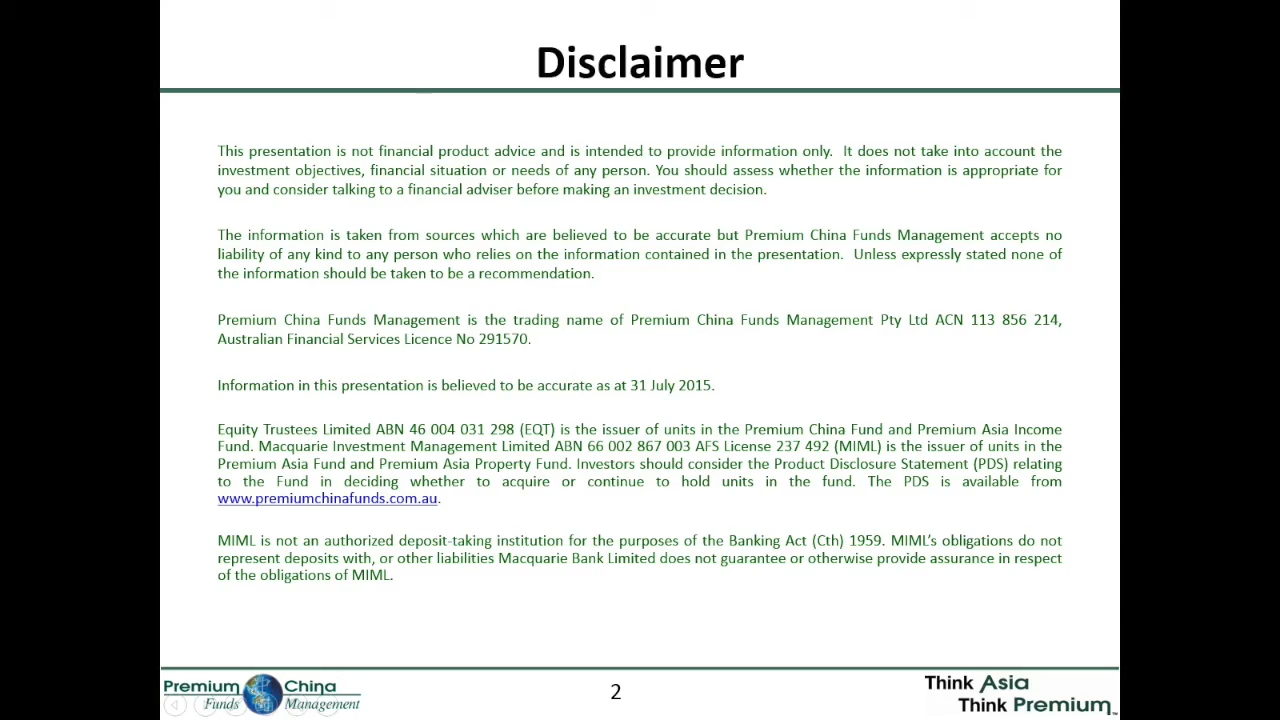 Disclaimer
This presentation is not financial product advice and is intended to provide information only. It does not take into account the
investment objectives, financial situation or needs of any person. You should assess whether the information is appropriate for
you and consider talking to a financial adviser before making an investment decision.
The information is taken from sources which are believed to be accurate but Premium China Funds Management accepts no
liability of any kind to any person who relies on the information contained in the presentation. Unless expressly stated none of
the information should be taken to be a recommendation.
Premium China Funds Management is the trading name of Premium China Funds Management Pty Ltd ACN 113 856 214,
Australian Financial Services Licence No 291570.
Information in this presentation is believed to be accurate as at 31 July 2015.
Equity Trustees Limited ABN 46 004 031 298 (EQT) is the issuer of units in the Premium China Fund and Premium Asia Income
Fund. Macquarie Investment Management Limited ABN 66 002 867 003 AFS License 237 492 (MIML) is the issuer of units in the
Premium Asia Fund and Premium Asia Property Fund. Investors should consider the Product Disclosure Statement (PDS) relating
to the Fund in deciding whether to acquire or continue to hold units in the fund. The PDS is available from
www.premiumchinafunds.com.au.
MIML is not an authorized deposit-taking institution for the purposes of the Banking Act (Cth) 1959. MIML's obligations do not
represent deposits with, or other liabilities Macquarie Bank Limited does not guarantee or otherwise provide assurance in respect
of the obligations of MIML.
Premium China
Funds Management
2
Think Asia
Think Premium™